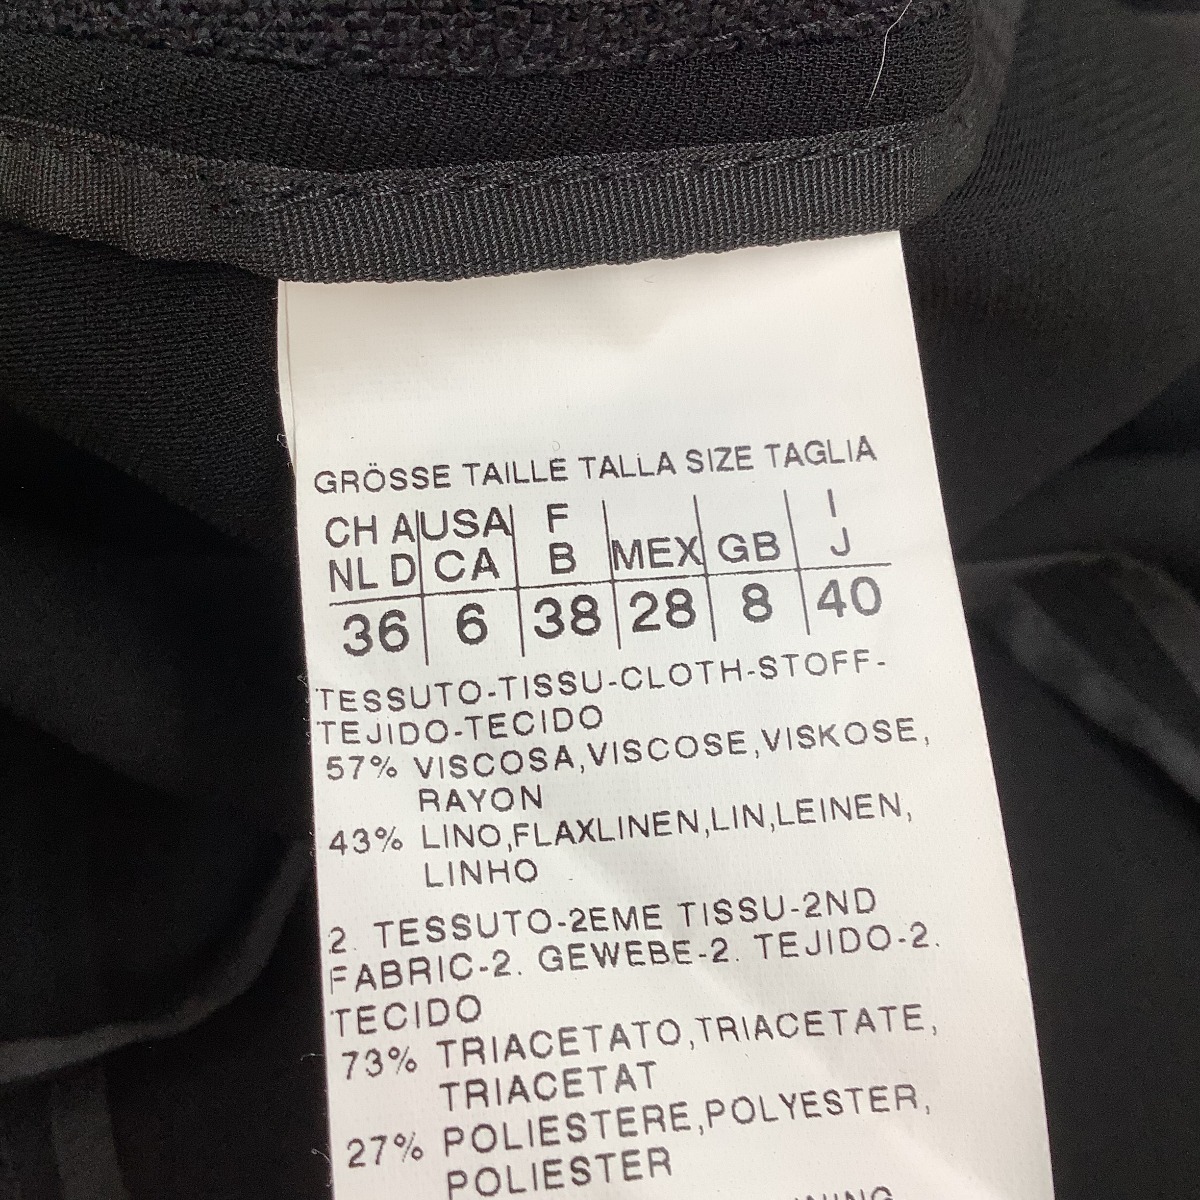 GRÖSSE TAILLE TALLA SIZE TAGLIA
CH A USA F I
NL D CA B MEX GB J
36 6 38 28 8 40
TESSUTO-TISSU-CLOTH-STOFF-
TEJIDO-TECIDO
57% VISCOSA,VISCOSE,VISKOSE,
RAYON
43% LINO,FLAXLINEN,LIN,LEINEN,
LINHO
2. TESSUTO-2EME TISSU-2ND
FABRIC-2. GEWEBE-2. TEJIDO-2.
TECIDO
73% TRIACETATO,TRIACETATE,
TRIACETAT
27% POLIESTERE,POLYESTER,
POLIESTER